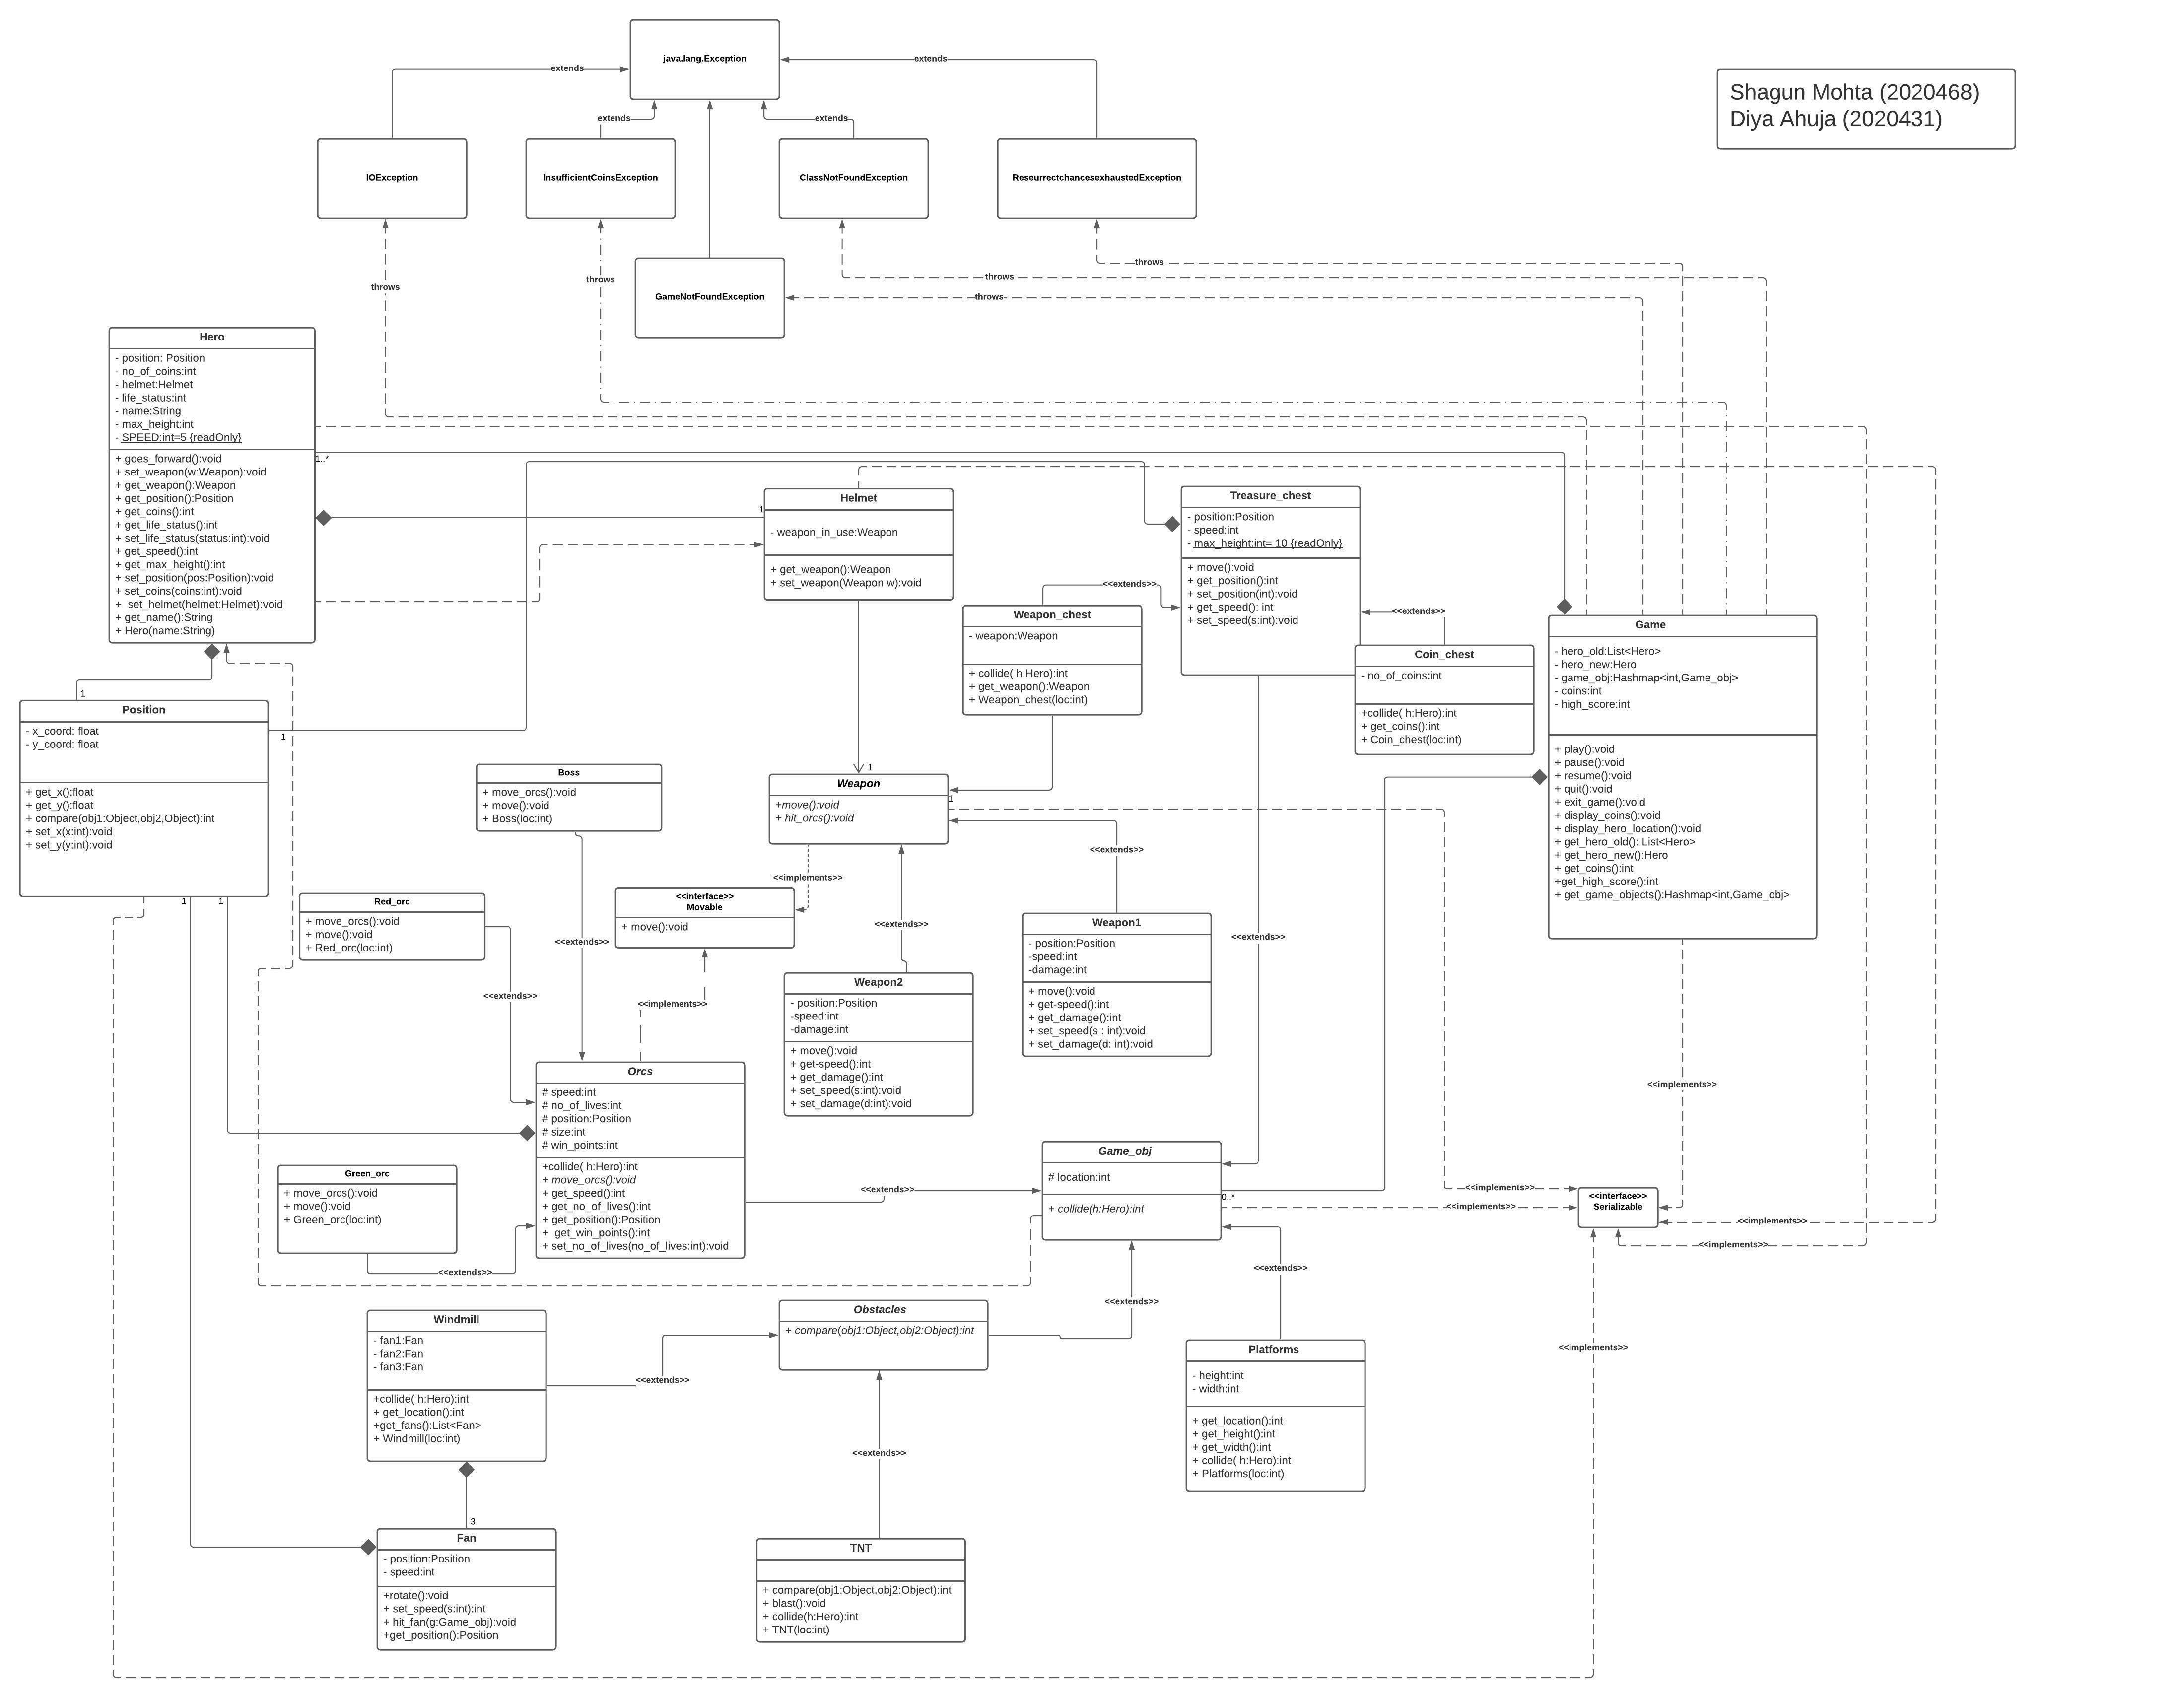 java.lang.Exception
extends
extends
extends
extends
Shagun Mohta (2020468)
Diya Ahuja (2020431)
IOException
InsufficientCoinsException
ClassNotFoundException
ReseurrectchancesexhaustedException
GameNotFoundException
throws
throws
throws
throws
throws
Hero
- position: Position
- no_of_coins:int
- helmet:Helmet
- life_status:int
- name:String
- max_height:int
- SPEED:int=5 {readOnly}
+ goes_forward():void
+ set_weapon(w:Weapon):void
+ get_weapon():Weapon
+ get_position():Position
+ get_coins():int
+ get_life_status():int
+ set_life_status(status:int):void
+ get_speed():int
+ get_max_height():int
+ set_position(pos:Position):void
+ set_coins(coins:int):void
+  set_helmet(helmet:Helmet):void
+ get_name():String
+ Hero(name:String)
1..*
1
Helmet
- weapon_in_use:Weapon
+ get_weapon():Weapon
+ set_weapon(Weapon w):void
1
Treasure_chest
- position:Position
- speed:int
- max_height:int= 10 {readOnly}
+ move():void
+ get_position():int
+ set_position(int):void
+ get_speed(): int
+ set_speed(s:int):void
<<extends>>
Weapon_chest
- weapon:Weapon
+ collide( h:Hero):int
+ get_weapon():Weapon
+ Weapon_chest(loc:int)
<<extends>>
Coin_chest
- no_of_coins:int
+collide( h:Hero):int
+ get_coins():int
+ Coin_chest(loc:int)
Game
- hero_old:List<Hero>
- hero_new:Hero
- game_obj:Hashmap<int,Game_obj>
- coins:int
- high_score:int
+ play():void
+ pause():void
+ resume():void
+ quit():void
+ exit_game():void
+ display_coins():void
+ display_hero_location():void
+ get_hero_old(): List<Hero>
+ get_hero_new():Hero
+ get_coins():int
+get_high_score():int
+ get_game_objects():Hashmap<int,Game_obj>
Position
- x_coord: float
- y_coord: float
+ get_x():float
+ get_y():float
+ compare(obj1:Object,obj2,Object):int
+ set_x(x:int):void
+ set_y(y:int):void
1
1
1
Boss
+ move_orcs():void
+ move():void
+ Boss(loc:int)
1
Weapon
+move():void
+ hit_orcs():void
1
<<extends>>
<<implements>>
<<interface>>
Movable
+ move():void
Red_orc
+ move_orcs():void
+ move():void
+ Red_orc(loc:int)
<<extends>>
<<extends>>
<<extends>>
<<extends>>
Weapon1
- position:Position
-speed:int
-damage:int
+ move():void
+ get-speed():int
+ get_damage():int
+ set_speed(s : int):void
+ set_damage(d: int):void
Weapon2
- position:Position
-speed:int
-damage:int
+ move():void
+ get-speed():int
+ get_damage():int
+ set_speed(s:int):void
+ set_damage(d:int):void
<<implements>>
<<implements>>
Orcs
# speed:int
# no_of_lives:int
# position:Position
# size:int
# win_points:int
+collide( h:Hero):int
+ move_orcs():void
+ get_speed():int
+ get_no_of_lives():int
+ get_position():Position
+  get_win_points():int
+ set_no_of_lives(no_of_lives:int):void
Green_orc
+ move_orcs():void
+ move():void
+ Green_orc(loc:int)
<<extends>>
<<extends>>
Game_obj
# location:int
+ collide(h:Hero):int
0..*
<<implements>>
<<implements>>
<<interface>>
Serializable
<<implements>>
<<implements>>
<<extends>>
<<extends>>
<<implements>>
Windmill
- fan1:Fan
- fan2:Fan
- fan3:Fan
+collide( h:Hero):int
+ get_location():int
+get_fans():List<Fan>
+ Windmill(loc:int)
<<extends>>
Obstacles
+ compare(obj1:Object,obj2:Object):int
Platforms
- height:int
- width:int
+ get_location():int
+ get_height():int
+ get_width():int
+ collide( h:Hero):int
+ Platforms(loc:int)
<<extends>>
3
Fan
- position:Position
- speed:int
+rotate():void
+ set_speed(s:int):int
+ hit_fan(g:Game_obj):void
+get_position():Position
TNT
+ compare(obj1:Object,obj2:Object):int
+ blast():void
+ collide(h:Hero):int
+ TNT(loc:int)